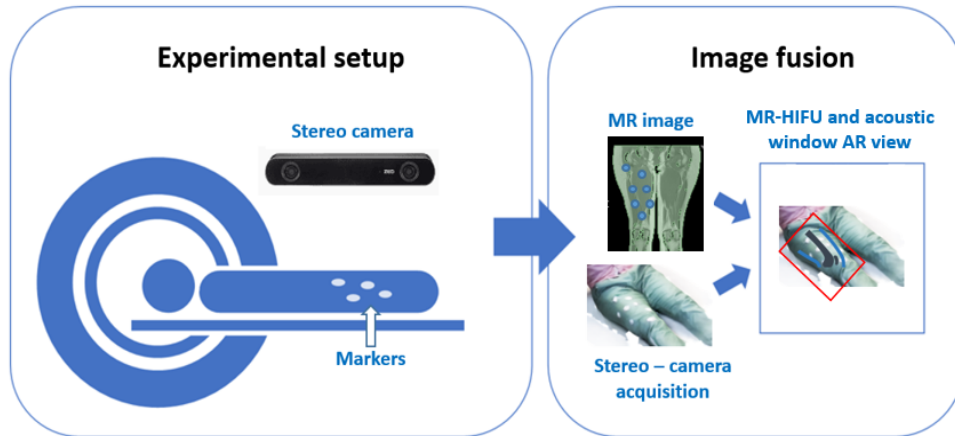 Experimental setup
Stereo camera
Markers
Image fusion
MR image
MR-HIFU and acoustic
window AR view
Stereo – camera
acquisition